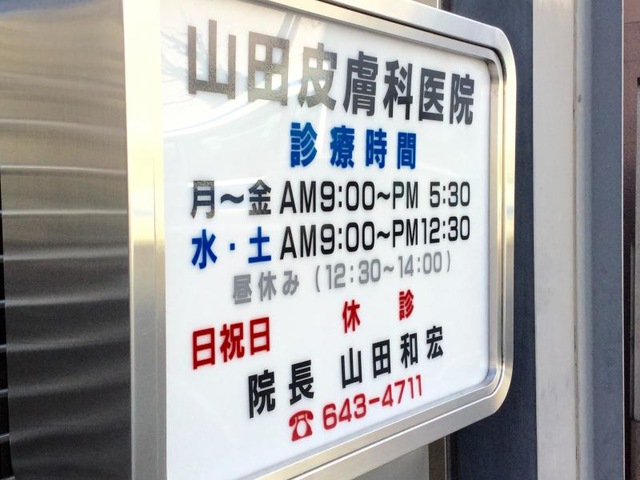 山田皮膚科医院
診療時間
月～金 AM9:00～PM 5:30
水・土 AM9:00～PM12:30
昼休み (12:30～14:00)
日祝日 休 診
院長 山田和宏
☎643-4711